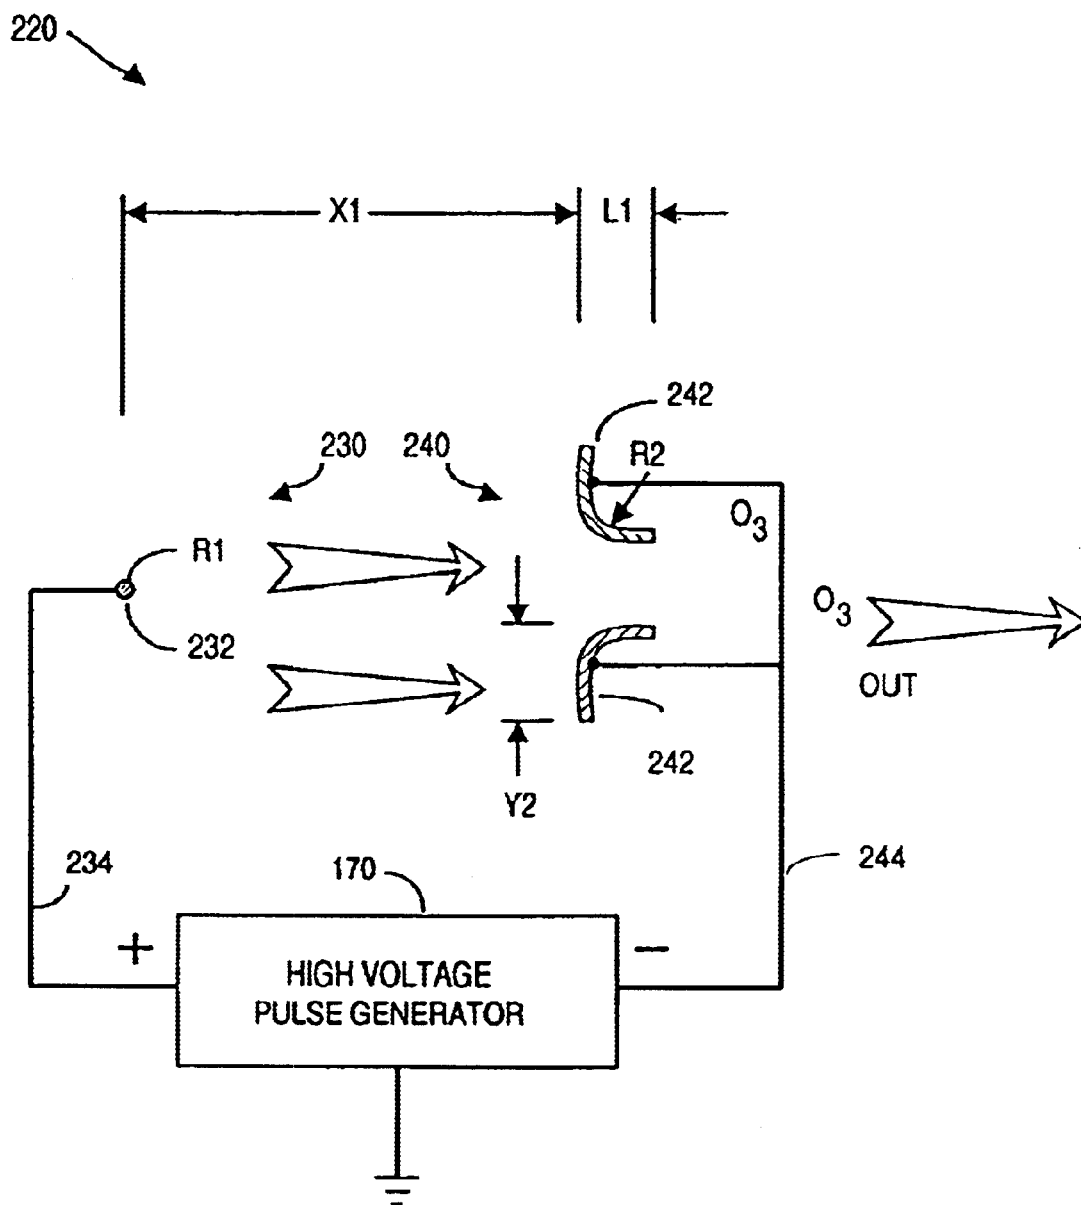 220
X1
L1
242
230
240
R2
O3
R1
O3
232
OUT
242
Y2
234
170
244
+
−
HIGH VOLTAGE
PULSE GENERATOR